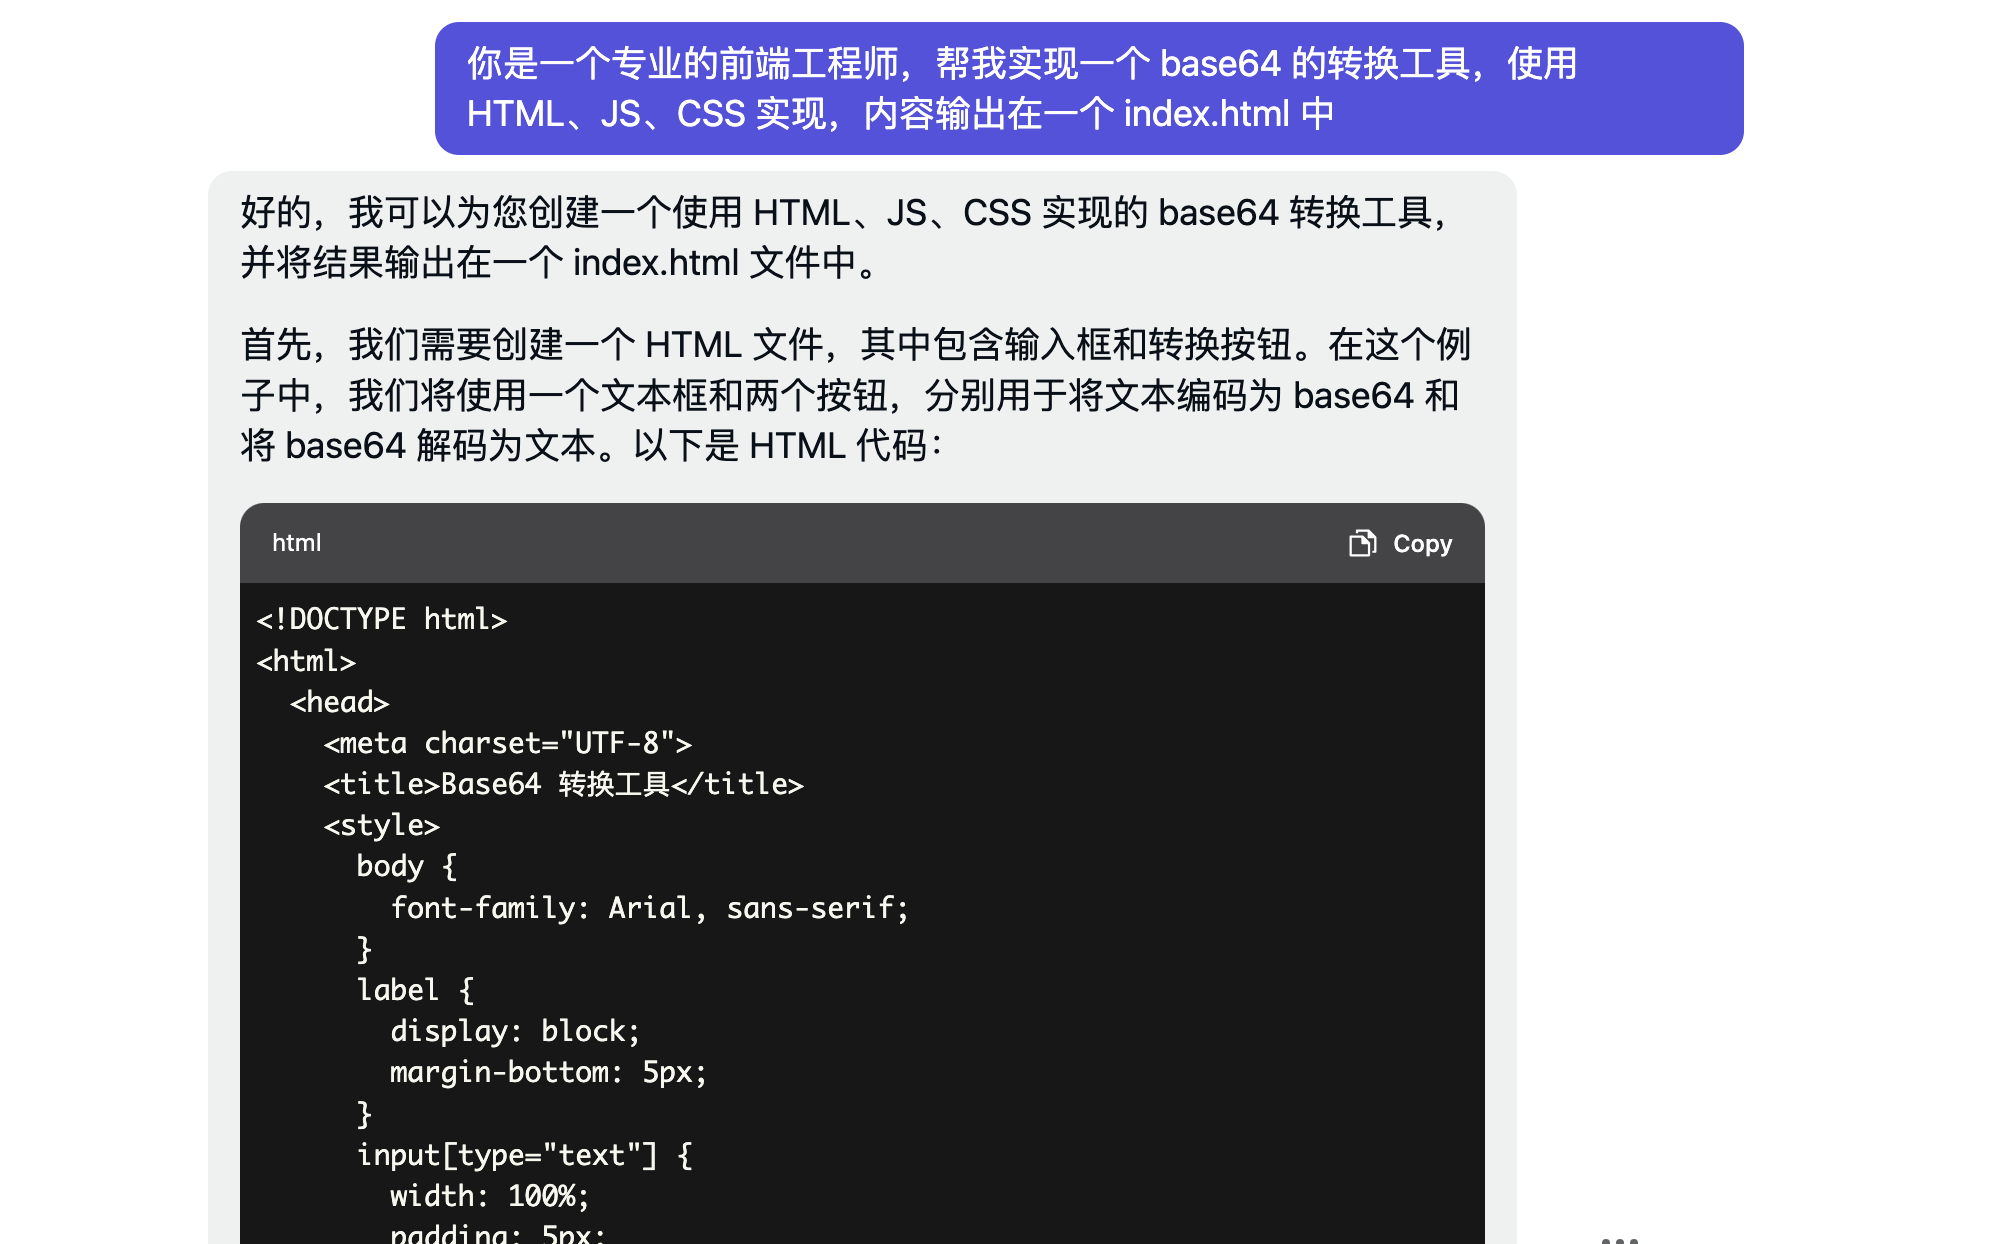 你是一个专业的前端工程师，帮我实现一个 base64 的转换工具，使用
HTML、JS、CSS 实现，内容输出在一个 index.html 中
好的，我可以为您创建一个使用 HTML、JS、CSS 实现的 base64 转换工具，
并将结果输出在一个 index.html 文件中。
首先，我们需要创建一个 HTML 文件，其中包含输入框和转换按钮。在这个例
子中，我们将使用一个文本框和两个按钮，分别用于将文本编码为 base64 和
将 base64 解码为文本。以下是 HTML 代码：
html Copy
<!DOCTYPE html>
<html>
  <head>
    <meta charset="UTF-8">
    <title>Base64 转换工具</title>
    <style>
      body {
        font-family: Arial, sans-serif;
      }
      label {
        display: block;
        margin-bottom: 5px;
      }
      input[type="text"] {
        width: 100%;
        padding: 5px;